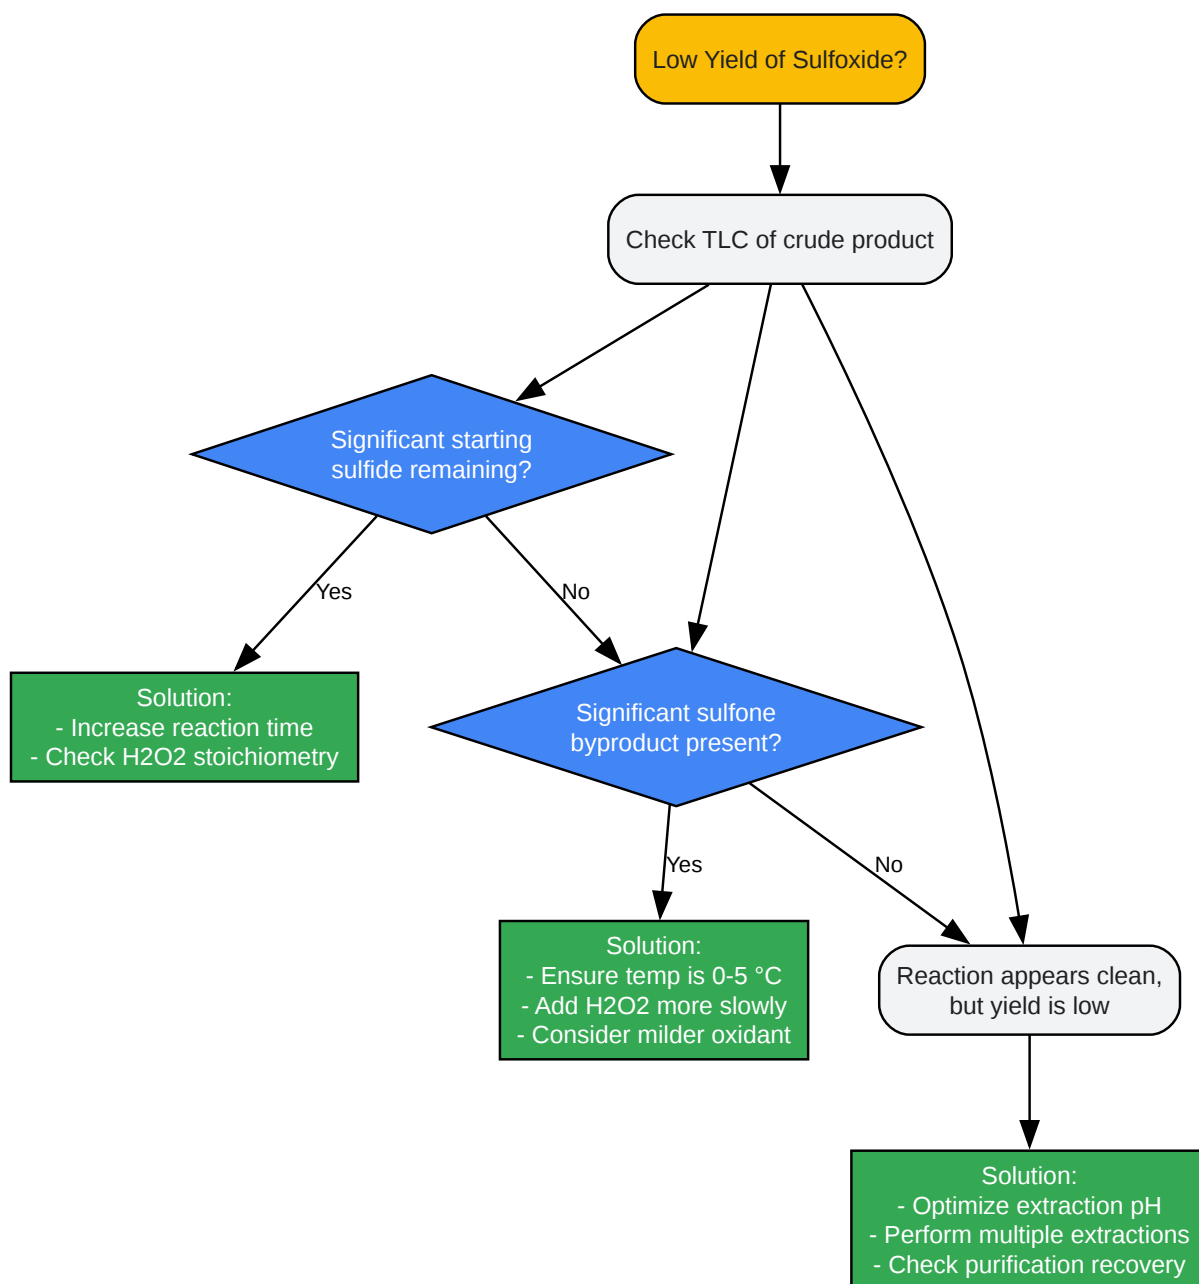 Low Yield of Sulfoxide?
Check TLC of crude product
Significant starting
sulfide remaining?
Yes
No
Solution:
- Increase reaction time
- Check H2O2 stoichiometry
Significant sulfone
byproduct present?
Yes
No
Solution:
- Ensure temp is 0-5 °C
- Add H2O2 more slowly
- Consider milder oxidant
Reaction appears clean,
but yield is low
Solution:
- Optimize extraction pH
- Perform multiple extractions
- Check purification recovery